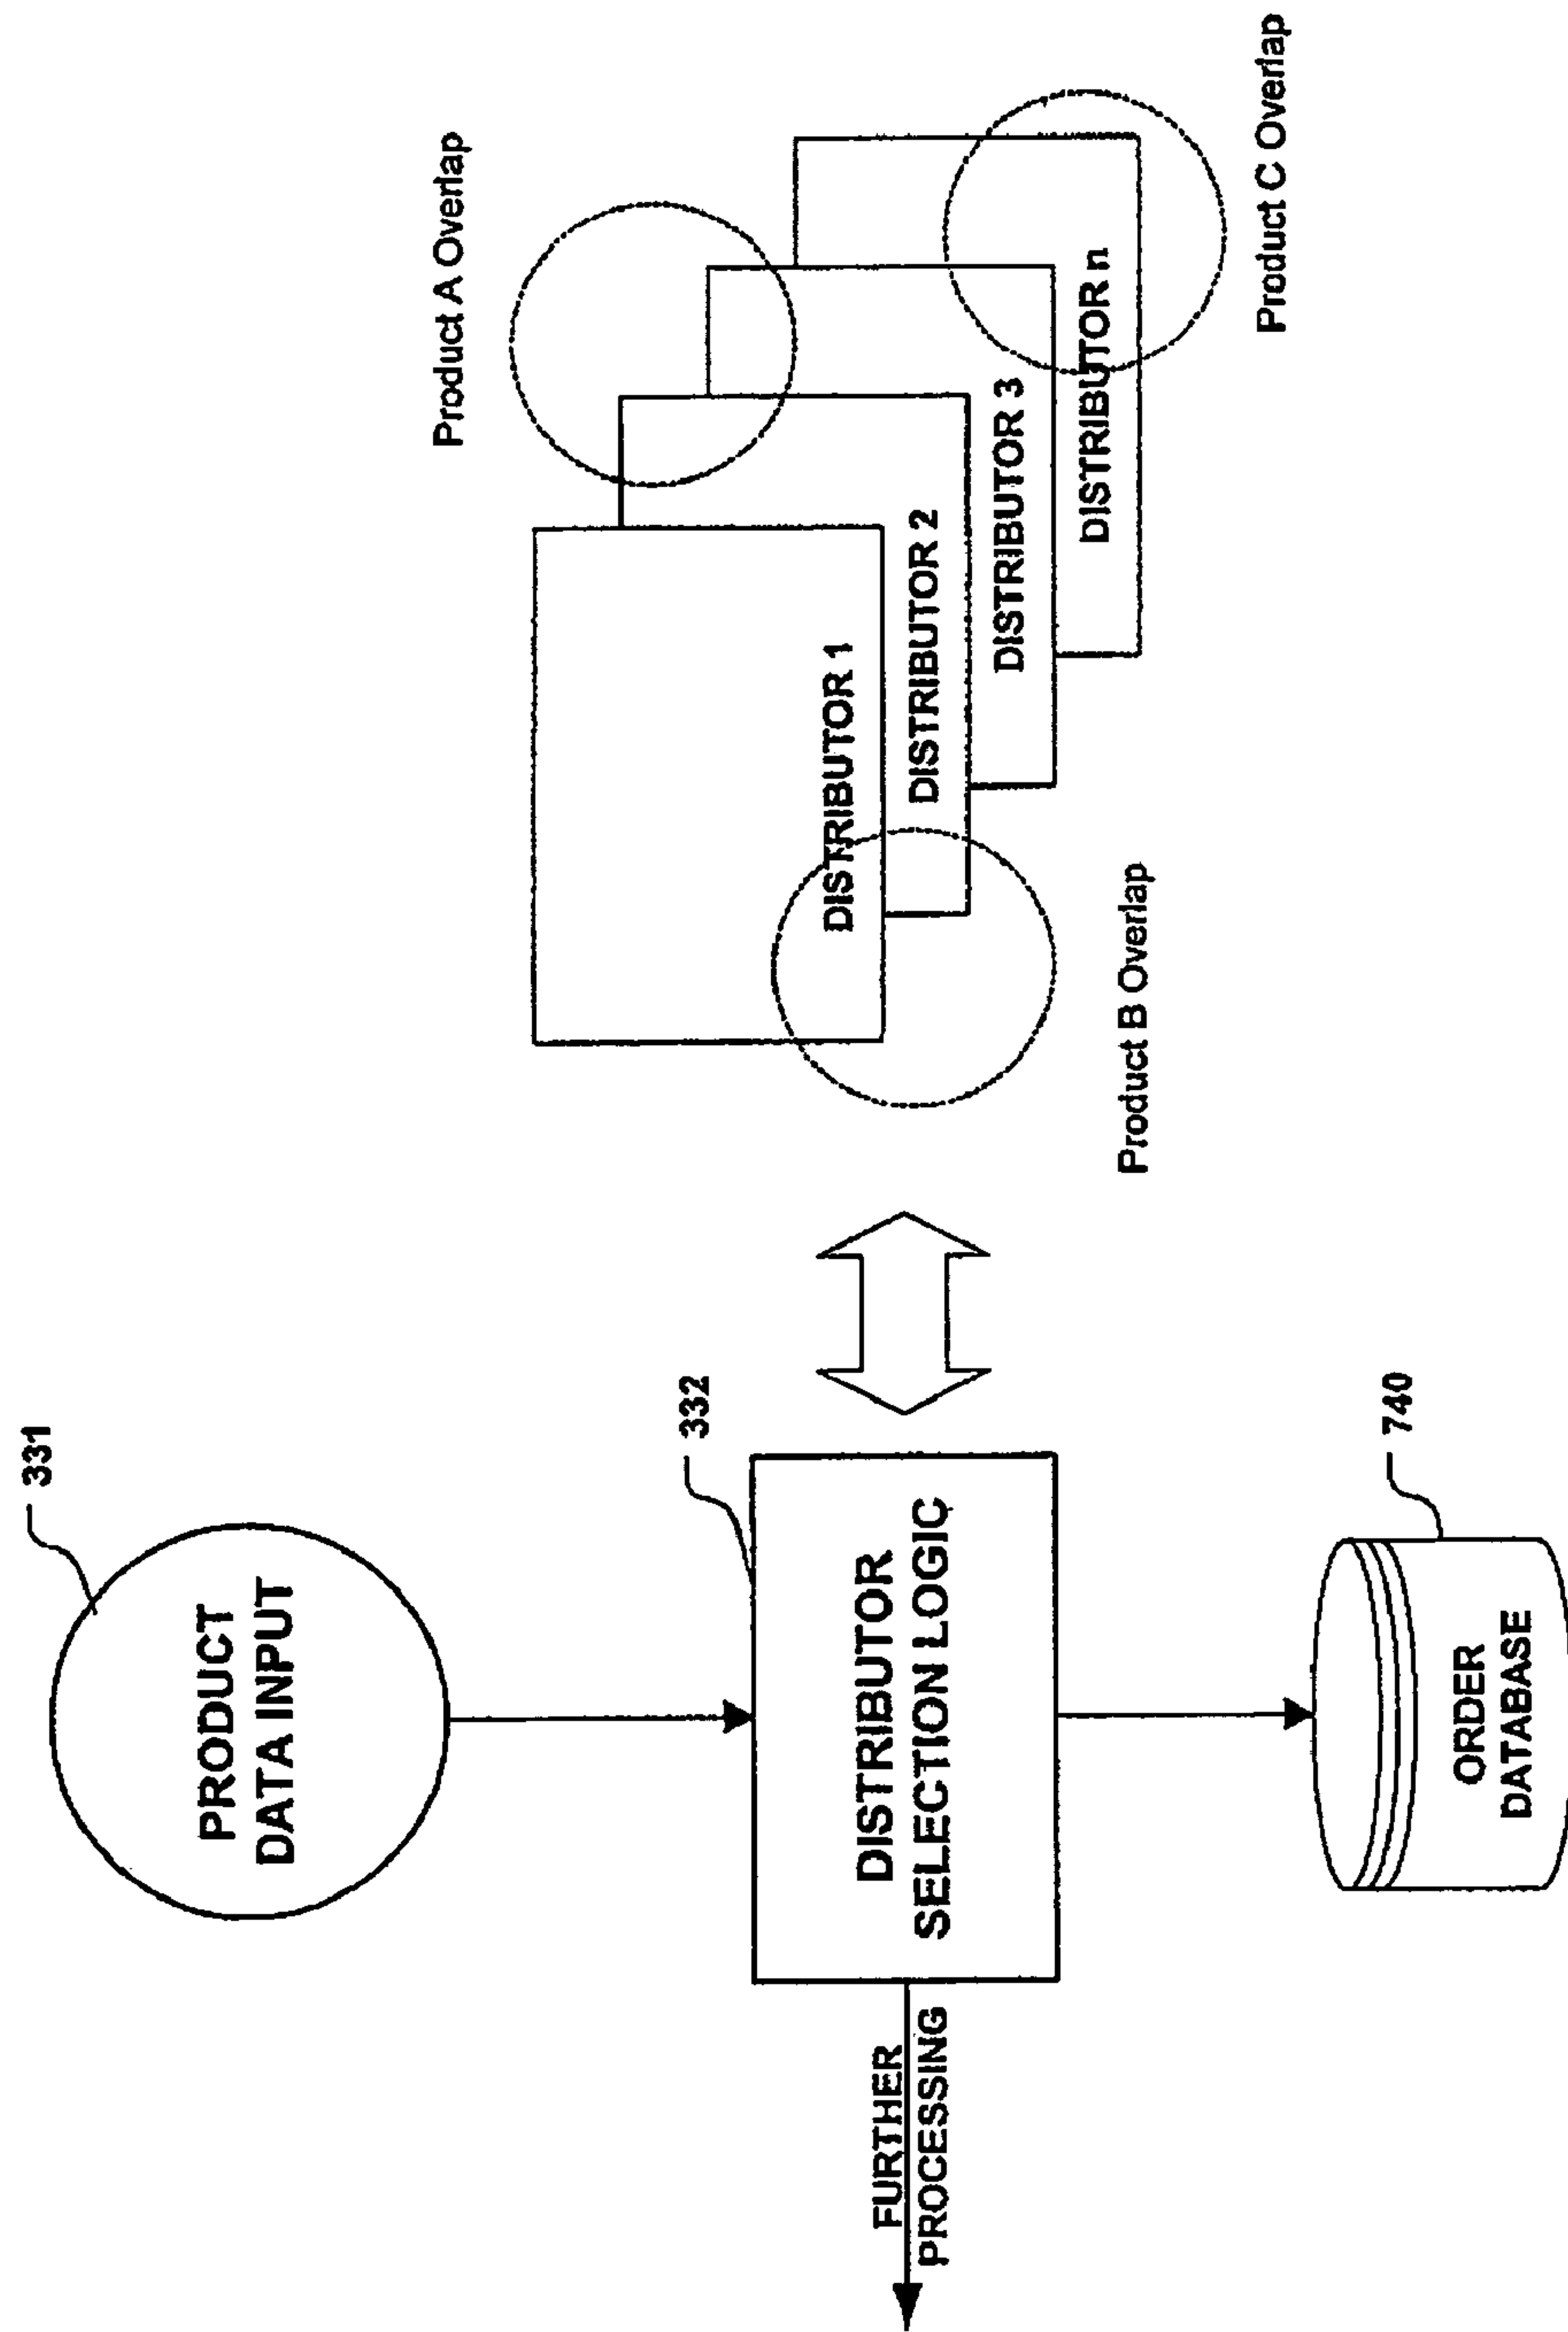 331
PRODUCT
DATA INPUT
332
DISTRIBUTOR
SELECTION LOGIC
FURTHER
PROCESSING
740
ORDER
DATABASE
Product A Overlap
DISTRIBUTOR 1
DISTRIBUTOR 2
DISTRIBUTOR 3
DISTRIBUTOR n
Product B Overlap
Product C Overlap